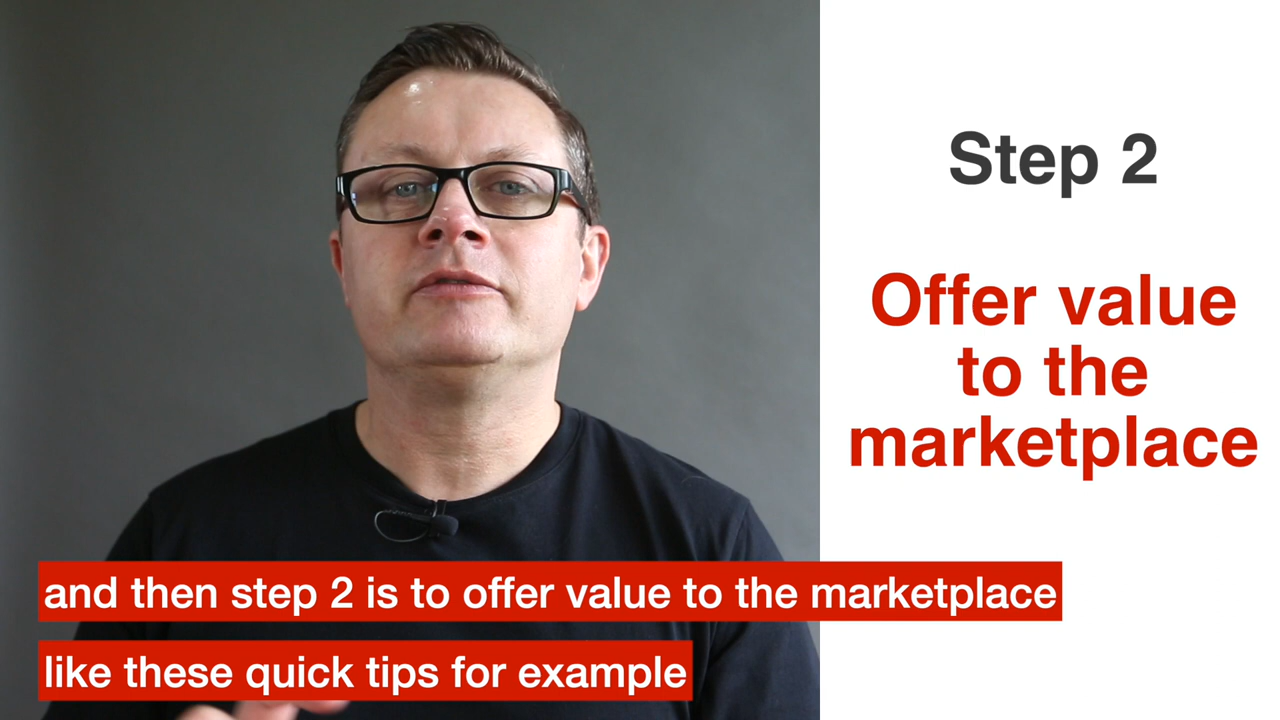 Step 2
Offer value
to the
marketplace
and then step 2 is to offer value to the marketplace
like these quick tips for example